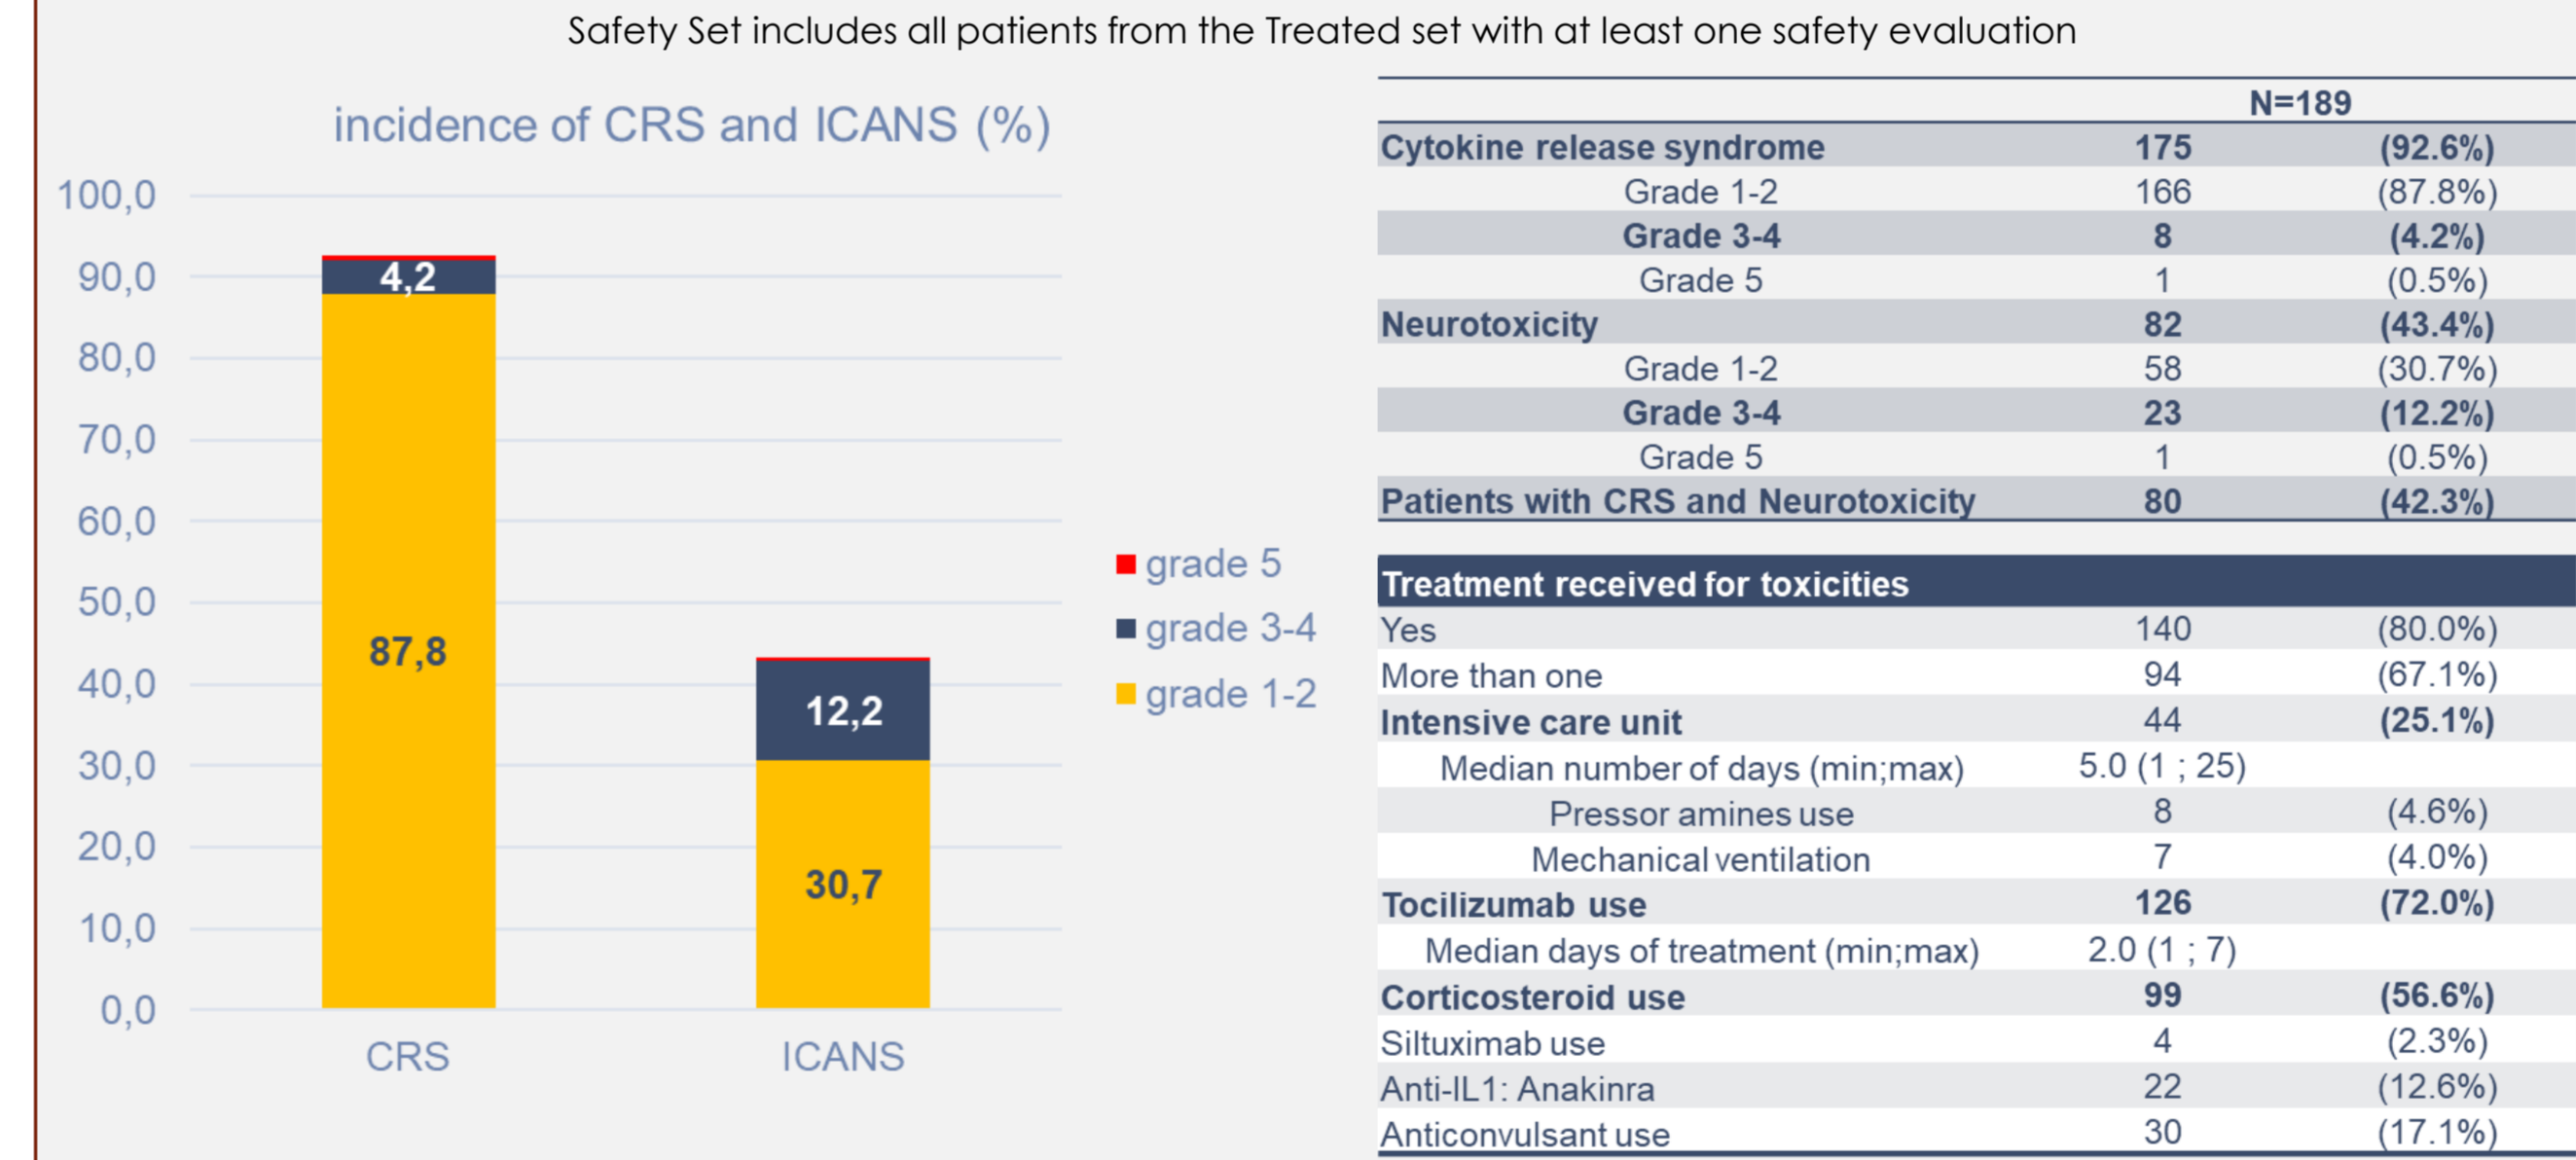 Safety Set includes all patients from the Treated set with at least one safety evaluation
incidence of CRS and ICANS (%)
100,0
90,0
80,0
70,0
60,0
50,0
40,0
30,0
20,0
10,0
0,0
4,2
87,8
12,2
30,7
CRS
ICANS
grade 5
grade 3-4
grade 1-2
N=189
Cytokine release syndrome 175 (92.6%)
Grade 1-2 166 (87.8%)
Grade 3-4 8 (4.2%)
Grade 5 1 (0.5%)
Neurotoxicity 82 (43.4%)
Grade 1-2 58 (30.7%)
Grade 3-4 23 (12.2%)
Grade 5 1 (0.5%)
Patients with CRS and Neurotoxicity 80 (42.3%)
Treatment received for toxicities
Yes 140 (80.0%)
More than one 94 (67.1%)
Intensive care unit 44 (25.1%)
Median number of days (min;max) 5.0 (1 ; 25)
Pressor amines use 8 (4.6%)
Mechanical ventilation 7 (4.0%)
Tocilizumab use 126 (72.0%)
Median days of treatment (min;max) 2.0 (1 ; 7)
Corticosteroid use 99 (56.6%)
Siltuximab use 4 (2.3%)
Anti-IL1: Anakinra 22 (12.6%)
Anticonvulsant use 30 (17.1%)